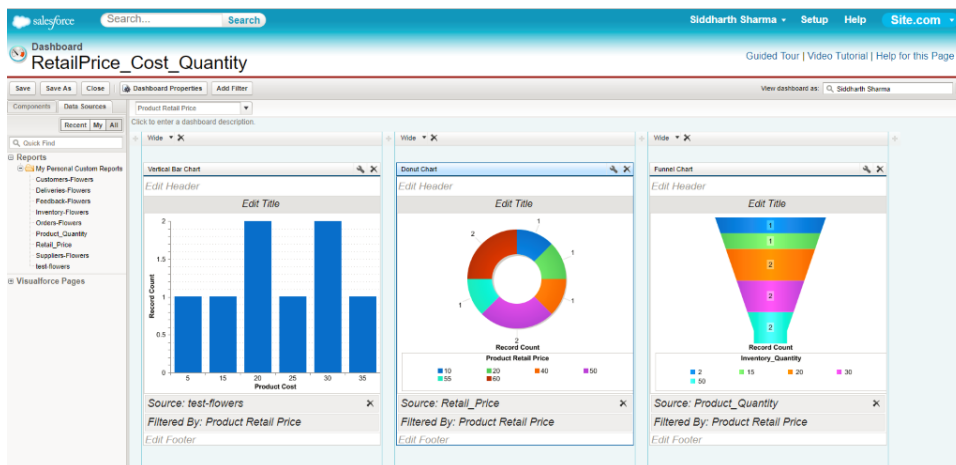 salesforce
Search...
Search
Siddharth Sharma
Setup
Help
Site.com
Dashboard
RetailPrice_Cost_Quantity
Guided Tour | Video Tutorial | Help for this Page
Save
Save As
Close
Dashboard Properties
Add Filter
View dashboard as:
Siddharth Sharma
Components
Data Sources
Product Retail Price
Recent
My
All
Click to enter a dashboard description.
Quick Find
Reports
My Personal Custom Reports
Customers-Flowers
Deliveries-Flowers
Feedback-Flowers
Inventory-Flowers
Orders-Flowers
Product_Quantity
Retail_Price
Suppliers-Flowers
test-flowers
Visualforce Pages
Wide
Vertical Bar Chart
Edit Header
Edit Title
2
1.5
1
0.5
0
Record Count
5 15 20 25 30 35
Product Cost
Source: test-flowers
Filtered By: Product Retail Price
Edit Footer
Wide
Donut Chart
Edit Header
Edit Title
1
2
1
1
1
2
Record Count
Product Retail Price
10 20 40 50
55 60
Source: Retail_Price
Filtered By: Product Retail Price
Edit Footer
Wide
Funnel Chart
Edit Header
Edit Title
1
1
2
2
2
Record Count
Inventory_Quantity
2 15 20 30
50
Source: Product_Quantity
Filtered By: Product Retail Price
Edit Footer